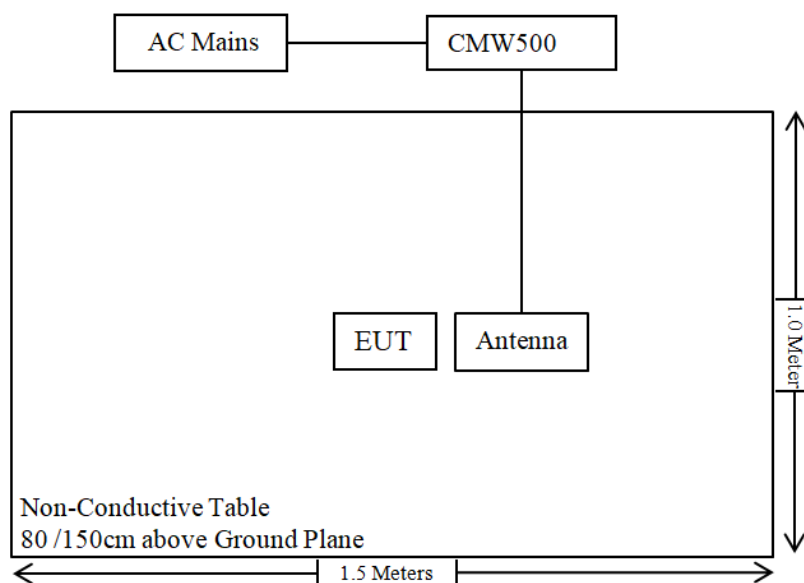 AC Mains
CMW500
EUT
Antenna
1.0 Meter
Non-Conductive Table
80 /150cm above Ground Plane
1.5 Meters